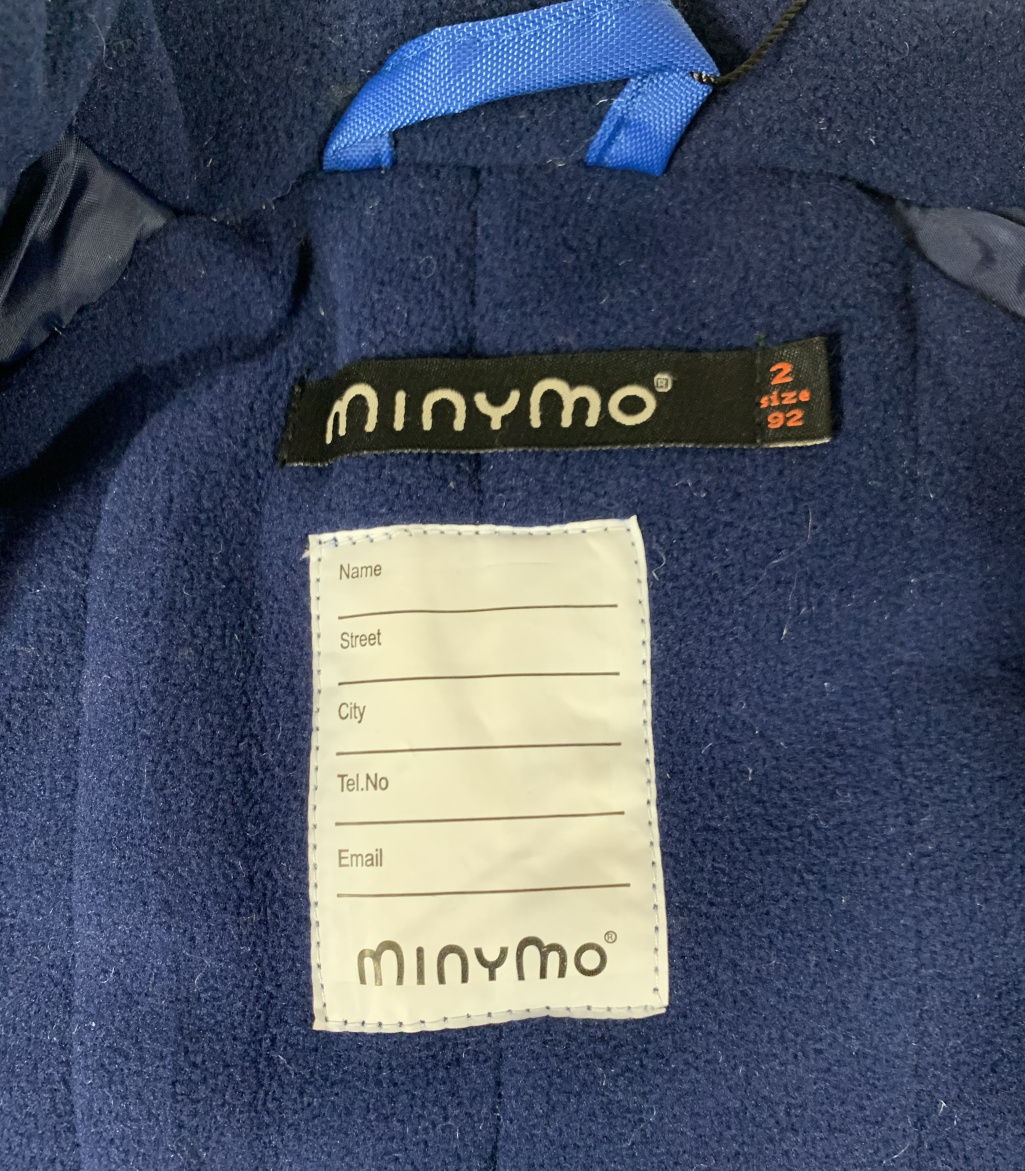 minymo®
2
size
92
Name
Street
City
Tel.No
Email
minymo®